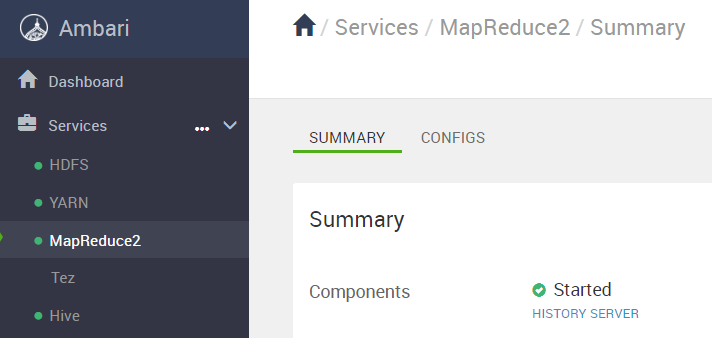 Ambari
Dashboard
Services
HDFS
YARN
MapReduce2
Tez
Hive
/ Services / MapReduce2 / Summary
SUMMARY CONFIGS
Summary
Components
Started
HISTORY SERVER